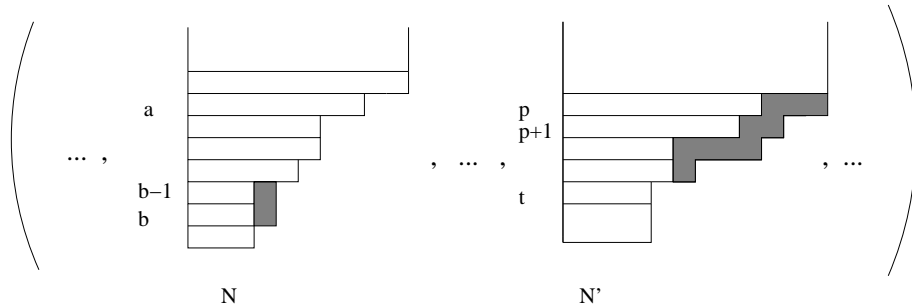 a
p
p+1
... , , ... , , ...
b−1
t
b
N N'